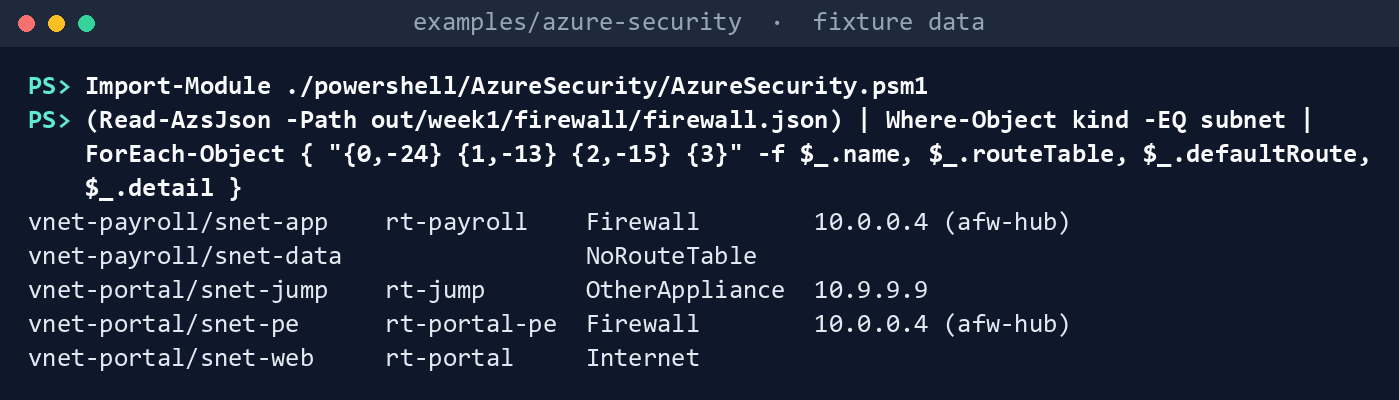 examples/azure-security · fixture data
PS> Import-Module ./powershell/AzureSecurity/AzureSecurity.psm1
PS> (Read-AzsJson -Path out/week1/firewall/firewall.json) | Where-Object kind -EQ subnet |
    ForEach-Object { "{0,-24} {1,-13} {2,-15} {3}" -f $_.name, $_.routeTable, $_.defaultRoute,
    $_.detail }
vnet-payroll/snet-app    rt-payroll    Firewall        10.0.0.4 (afw-hub)
vnet-payroll/snet-data                 NoRouteTable
vnet-portal/snet-jump    rt-jump       OtherAppliance  10.9.9.9
vnet-portal/snet-pe      rt-portal-pe  Firewall        10.0.0.4 (afw-hub)
vnet-portal/snet-web     rt-portal     Internet